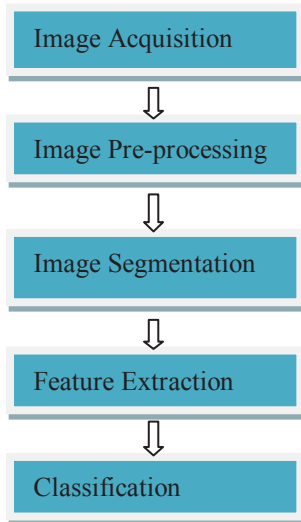 Image Acquisition
Image Pre-processing
Image Segmentation
Feature Extraction
Classification